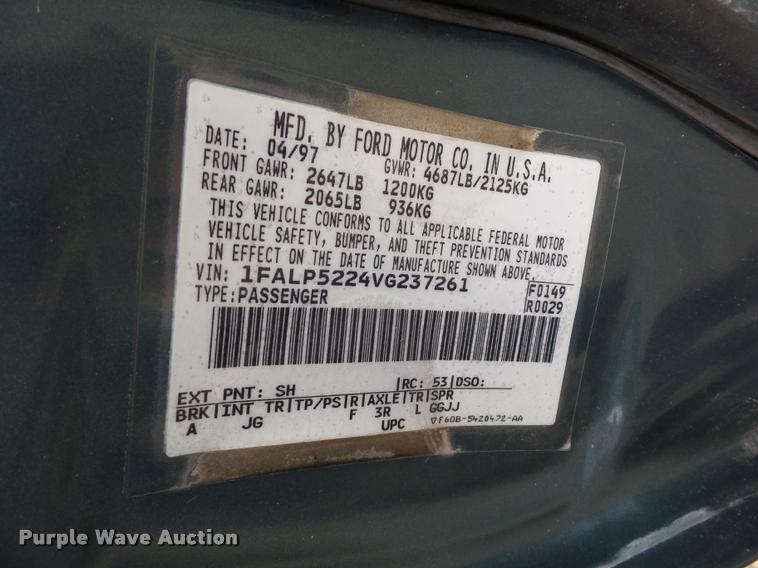 MFD. BY FORD MOTOR CO. IN U.S.A.
DATE: 04/97 GVWR: 4687LB/2125KG
FRONT GAWR: 2647LB 1200KG
REAR GAWR: 2065LB 936KG
THIS VEHICLE CONFORMS TO ALL APPLICABLE FEDERAL MOTOR
VEHICLE SAFETY, BUMPER, AND THEFT PREVENTION STANDARDS
IN EFFECT ON THE DATE OF MANUFACTURE SHOWN ABOVE.
VIN: 1FALP5224VG237261 F0149
TYPE: PASSENGER R0029
EXT PNT: SH RC: 53 DSO:
BRK INT TR TP/PS R AXLE TR SPR
A JG F 3R L GGJJ
UPC ▽F60B-5420472-AA
Purple Wave Auction